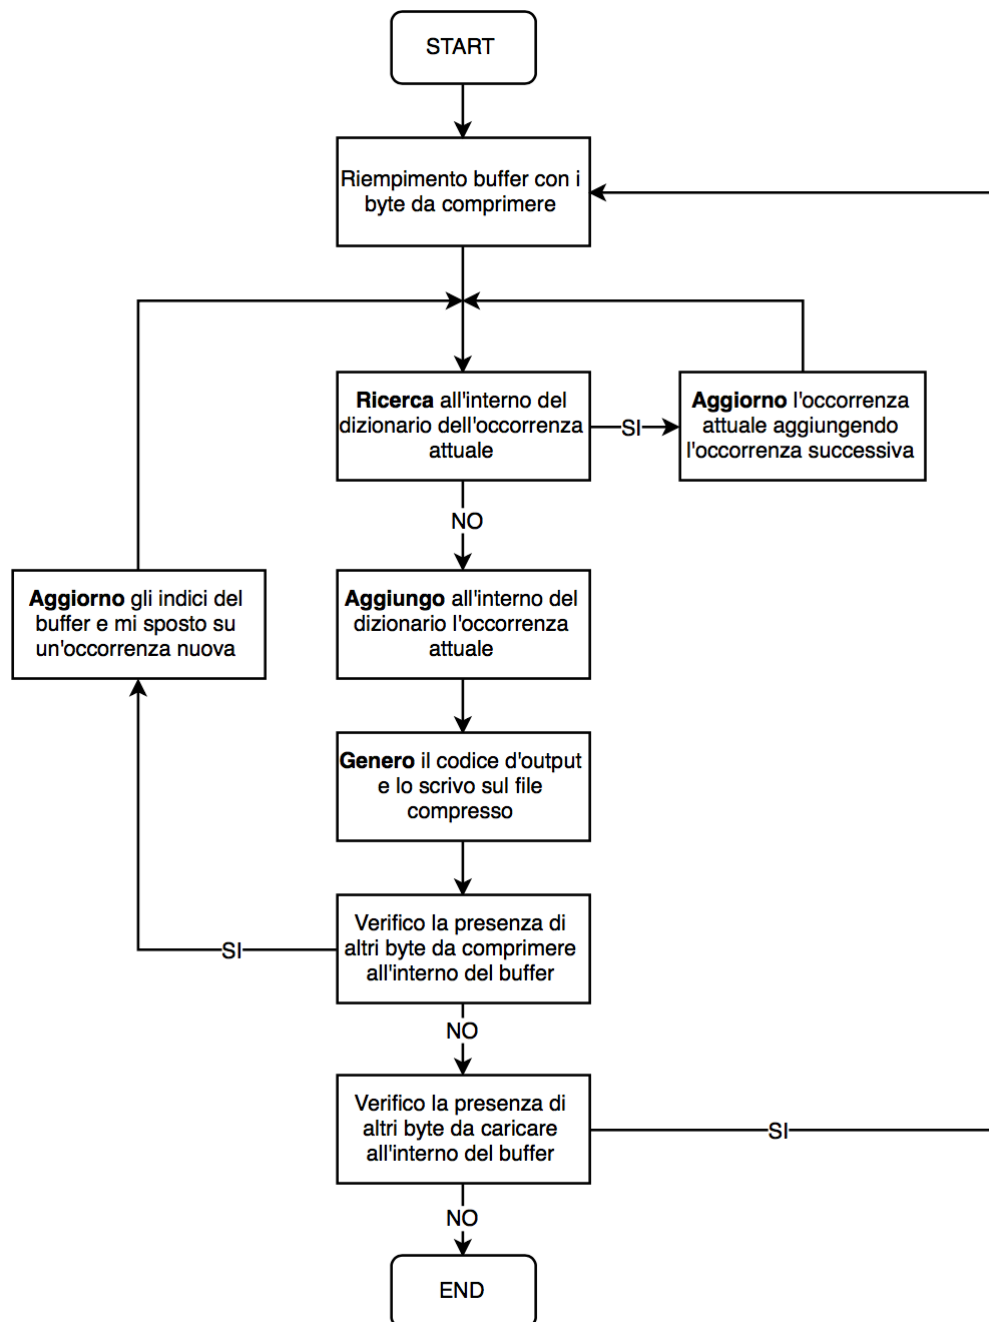 START
Riempimento buffer con i
byte da comprimere
Ricerca all'interno del
dizionario dell'occorrenza
attuale
SI
Aggiorno l'occorrenza
attuale aggiungendo
l'occorrenza successiva
NO
Aggiorno gli indici del
buffer e mi sposto su
un'occorrenza nuova
Aggiungo all'interno del
dizionario l'occorrenza
attuale
Genero il codice d'output
e lo scrivo sul file
compresso
Verifico la presenza di
altri byte da comprimere
all'interno del buffer
SI
NO
Verifico la presenza di
altri byte da caricare
all'interno del buffer
SI
NO
END